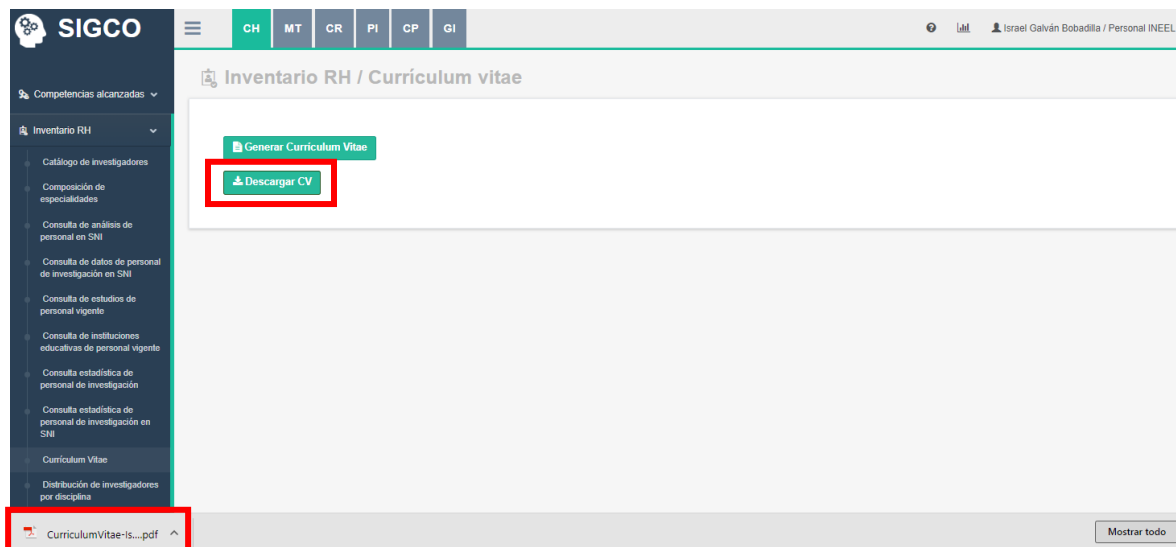 SIGCO
CH MT CR PI CP GI
Israel Galván Bobadilla / Personal INEEL
Inventario RH / Currículum vitae
Competencias alcanzadas
Inventario RH
Catálogo de investigadores
Composición de
especialidades
Consulta de análisis de
personal en SNI
Consulta de datos de personal
de investigación en SNI
Consulta de estudios de
personal vigente
Consulta de instituciones
educativas de personal vigente
Consulta estadística de
personal de investigación
Consulta estadística de
personal de investigación en
SNI
Currículum Vitae
Distribución de investigadores
por disciplina
Generar Curriculum Vitae
Descargar CV
CurriculumVitae-Is....pdf
Mostrar todo